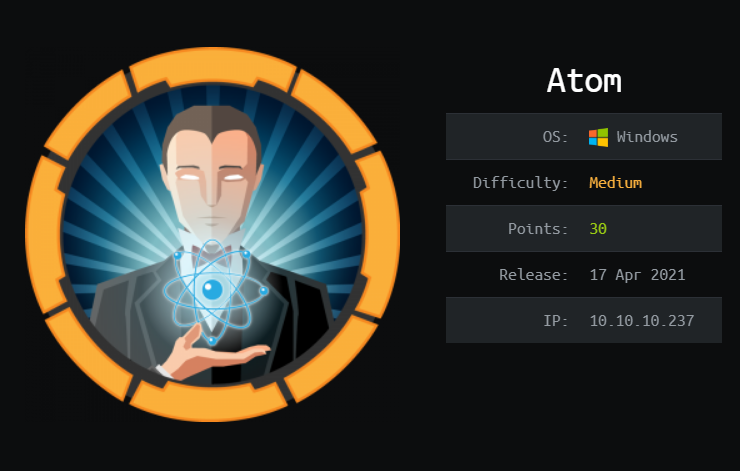 Atom
OS: Windows
Difficulty: Medium
Points: 30
Release: 17 Apr 2021
IP: 10.10.10.237